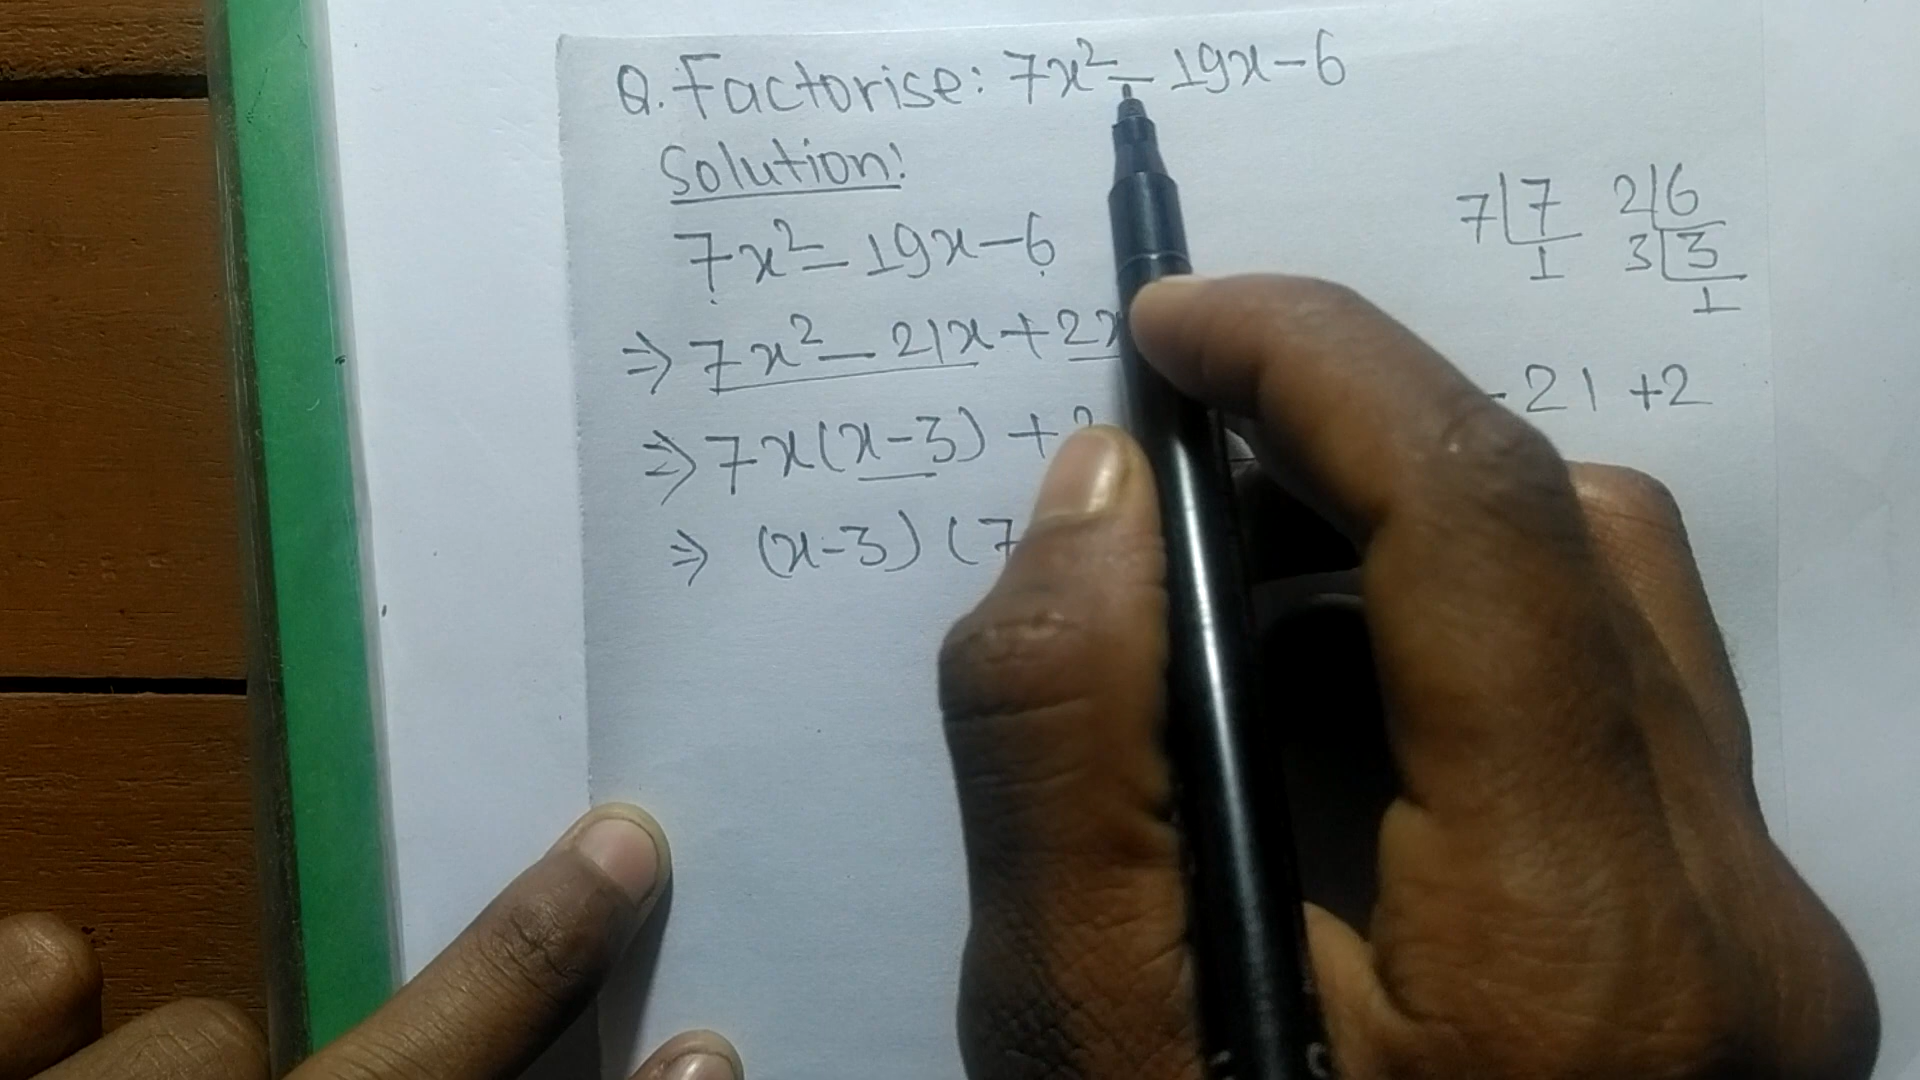 Q. Factorise: 7x² - 19x - 6
Solution:
7x² - 19x - 6
⇒ 7x² - 21x + 2x
⇒ 7x(x-3) +
⇒ (x-3) (7
7|7 2|6
1 3|3
1
- 21 +2